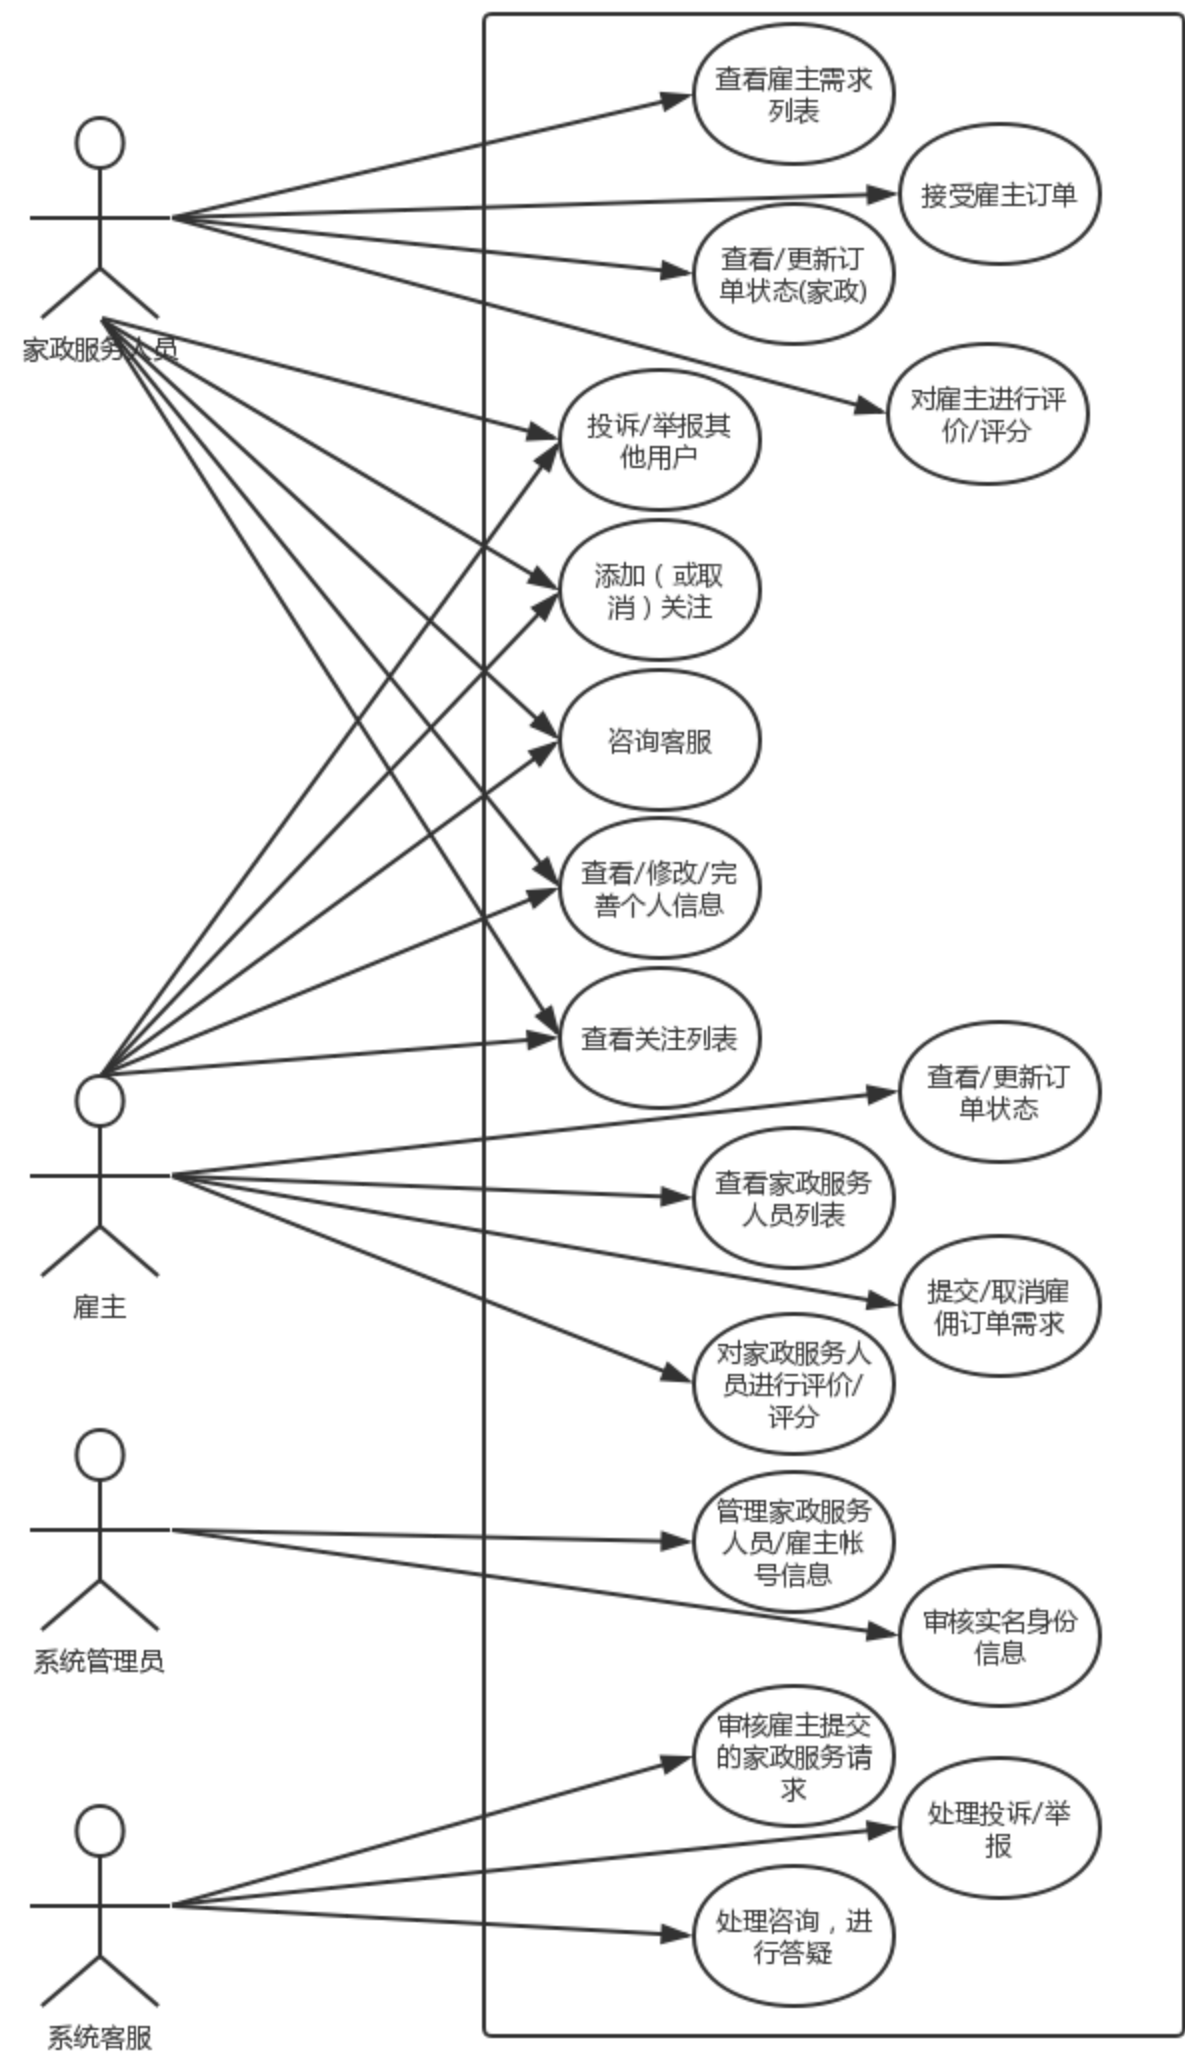 查看雇主需求
列表
接受雇主订单
查看/更新订
单状态(家政)
家政服务人员
对雇主进行评
价/评分
投诉/举报其
他用户
添加（或取
消）关注
咨询客服
查看/修改/完
善个人信息
查看关注列表
查看/更新订
单状态
查看家政服务
人员列表
雇主
提交/取消雇
佣订单需求
对家政服务人
员进行评价/
评分
管理家政服务
人员/雇主帐
号信息
系统管理员
审核实名身份
信息
审核雇主提交
的家政服务请
求
处理投诉/举
报
处理咨询，进
行答疑
系统客服